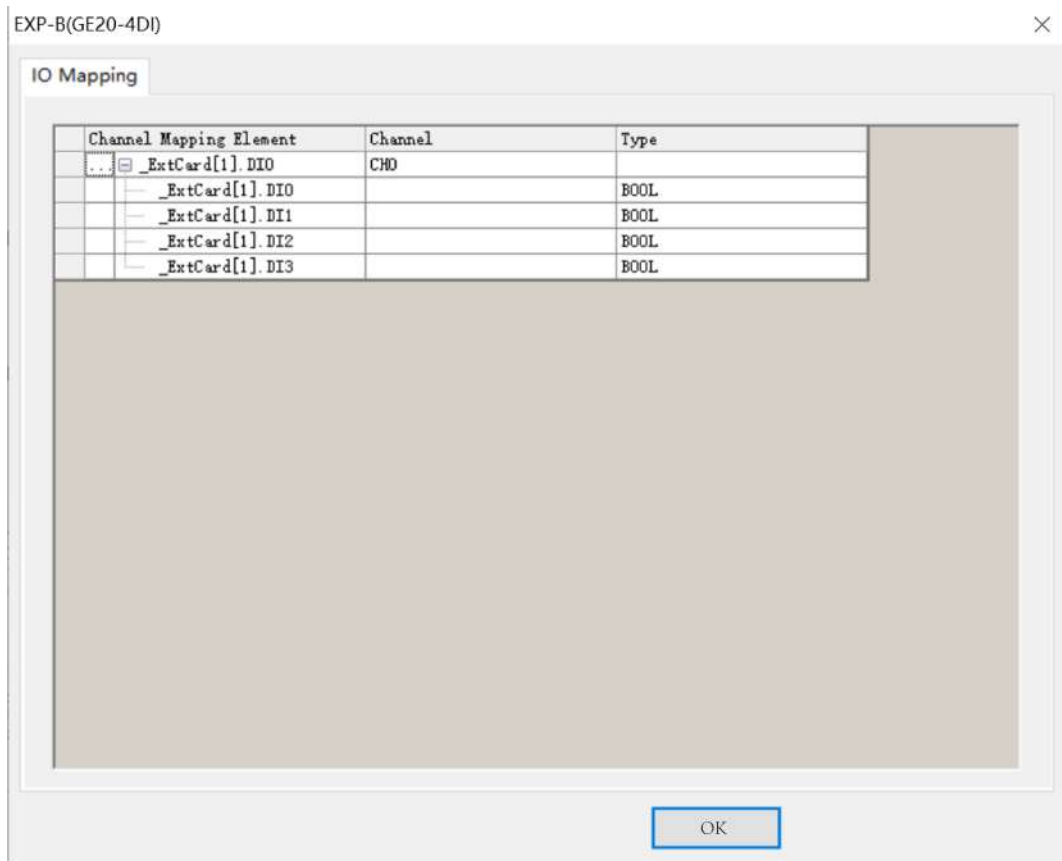 EXP-B(GE20-4DI)
IO Mapping
Channel Mapping Element Channel Type
... _ExtCard[1].DI0 CH0
_ExtCard[1].DI0 BOOL
_ExtCard[1].DI1 BOOL
_ExtCard[1].DI2 BOOL
_ExtCard[1].DI3 BOOL
OK